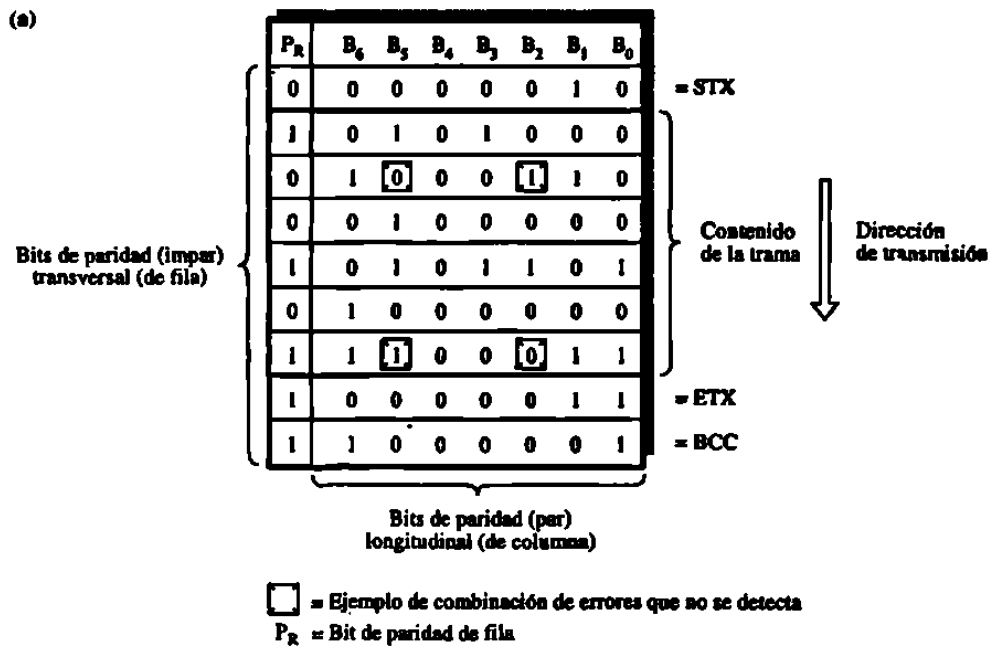 (a)
P_R B_6 B_5 B_4 B_3 B_2 B_1 B_0
0 0 0 0 0 0 1 0 = STX
1 0 1 0 1 0 0 0
0 1 0 0 0 1 1 0
0 0 1 0 0 0 0 0
1 0 1 0 1 1 0 1
0 1 0 0 0 0 0 0
1 1 1 0 0 0 1 1
1 0 0 0 0 0 1 1 = ETX
1 1 0 0 0 0 0 1 = BCC
Bits de paridad (impar)
transversal (de fila)
Contenido
de la trama
Dirección
de transmisión
Bits de paridad (par)
longitudinal (de columna)
= Ejemplo de combinación de errores que no se detecta
P_R = Bit de paridad de fila